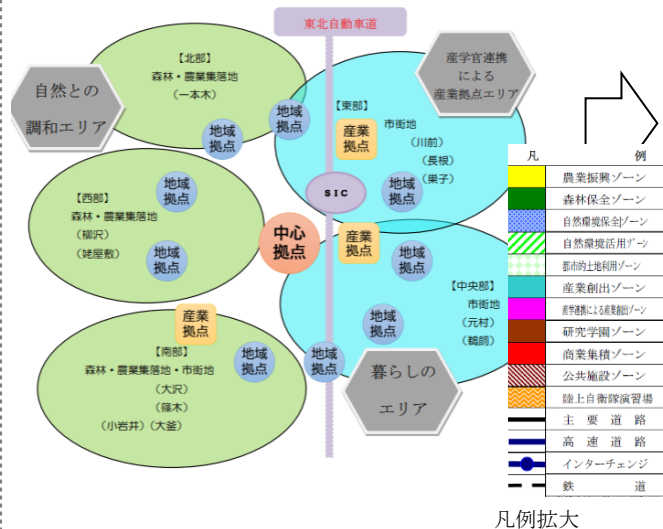 東北自動車道
【北部】
森林・農業集落地
（一本木）
自然との
調和エリア
地域
拠点
地域
拠点
産学官連携
による
産業拠点エリア
【東部】
市街地
（川前）
（長根）
（巣子）
産業
拠点
地域
拠点
SIC
【西部】
森林・農業集落地
（柳沢）
（姥屋敷）
地域
拠点
地域
拠点
中心
拠点
産業
拠点
地域
拠点
【中央部】
市街地
（元村）
（鵜飼）
地域
拠点
産業
拠点
【南部】
森林・農業集落地・市街地
（大沢）
（篠木）
（小岩井）（大釜）
地域
拠点
地域
拠点
暮らしの
エリア
凡 例
農業振興ゾーン
森林保全ゾーン
自然環境保全ゾーン
自然環境活用ゾーン
都市的土地利用ゾーン
産業創出ゾーン
産学連携による産業創出ゾーン
研究学園ゾーン
商業集積ゾーン
公共施設ゾーン
陸上自衛隊演習場
主要道路
高速道路
インターチェンジ
鉄道
凡例拡大